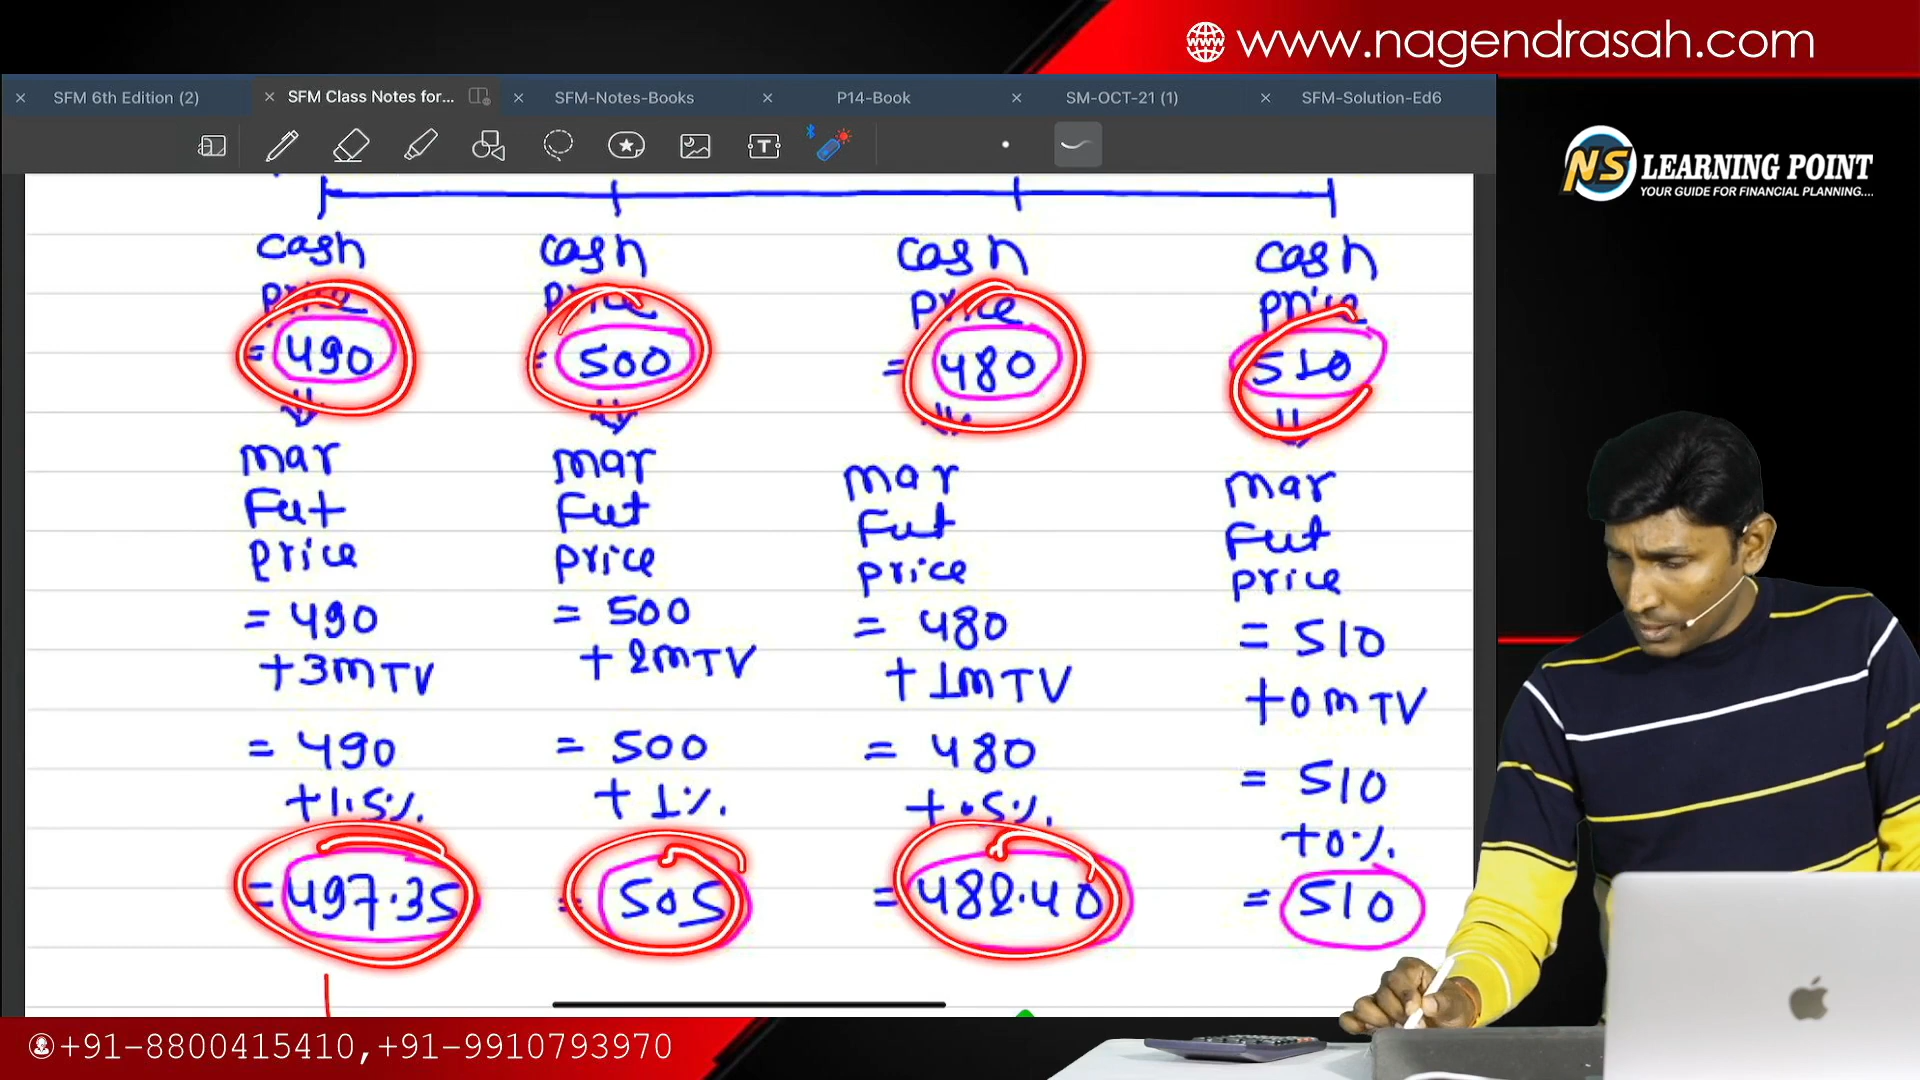 www.nagendrasah.com
SFM 6th Edition (2)
SFM Class Notes for...
SFM-Notes-Books
P14-Book
SM-OCT-21 (1)
SFM-Solution-Ed6
T
NS LEARNING POINT
YOUR GUIDE FOR FINANCIAL PLANNING....
cash
price
= 490
mar
Fut
price
= 490
+3mTV
= 490
+1.5%
= 497.35
cash
price
= 500
mar
Fut
price
= 500
+ 2mTV
= 500
+ 1%
= 505
cash
price
= 480
mar
Fut
price
= 480
+ 1mTV
= 480
+ .5%
= 482.40
cash
price
510
mar
Fut
price
= 510
+0mTV
= 510
+0%
= 510
+91-8800415410,+91-9910793970